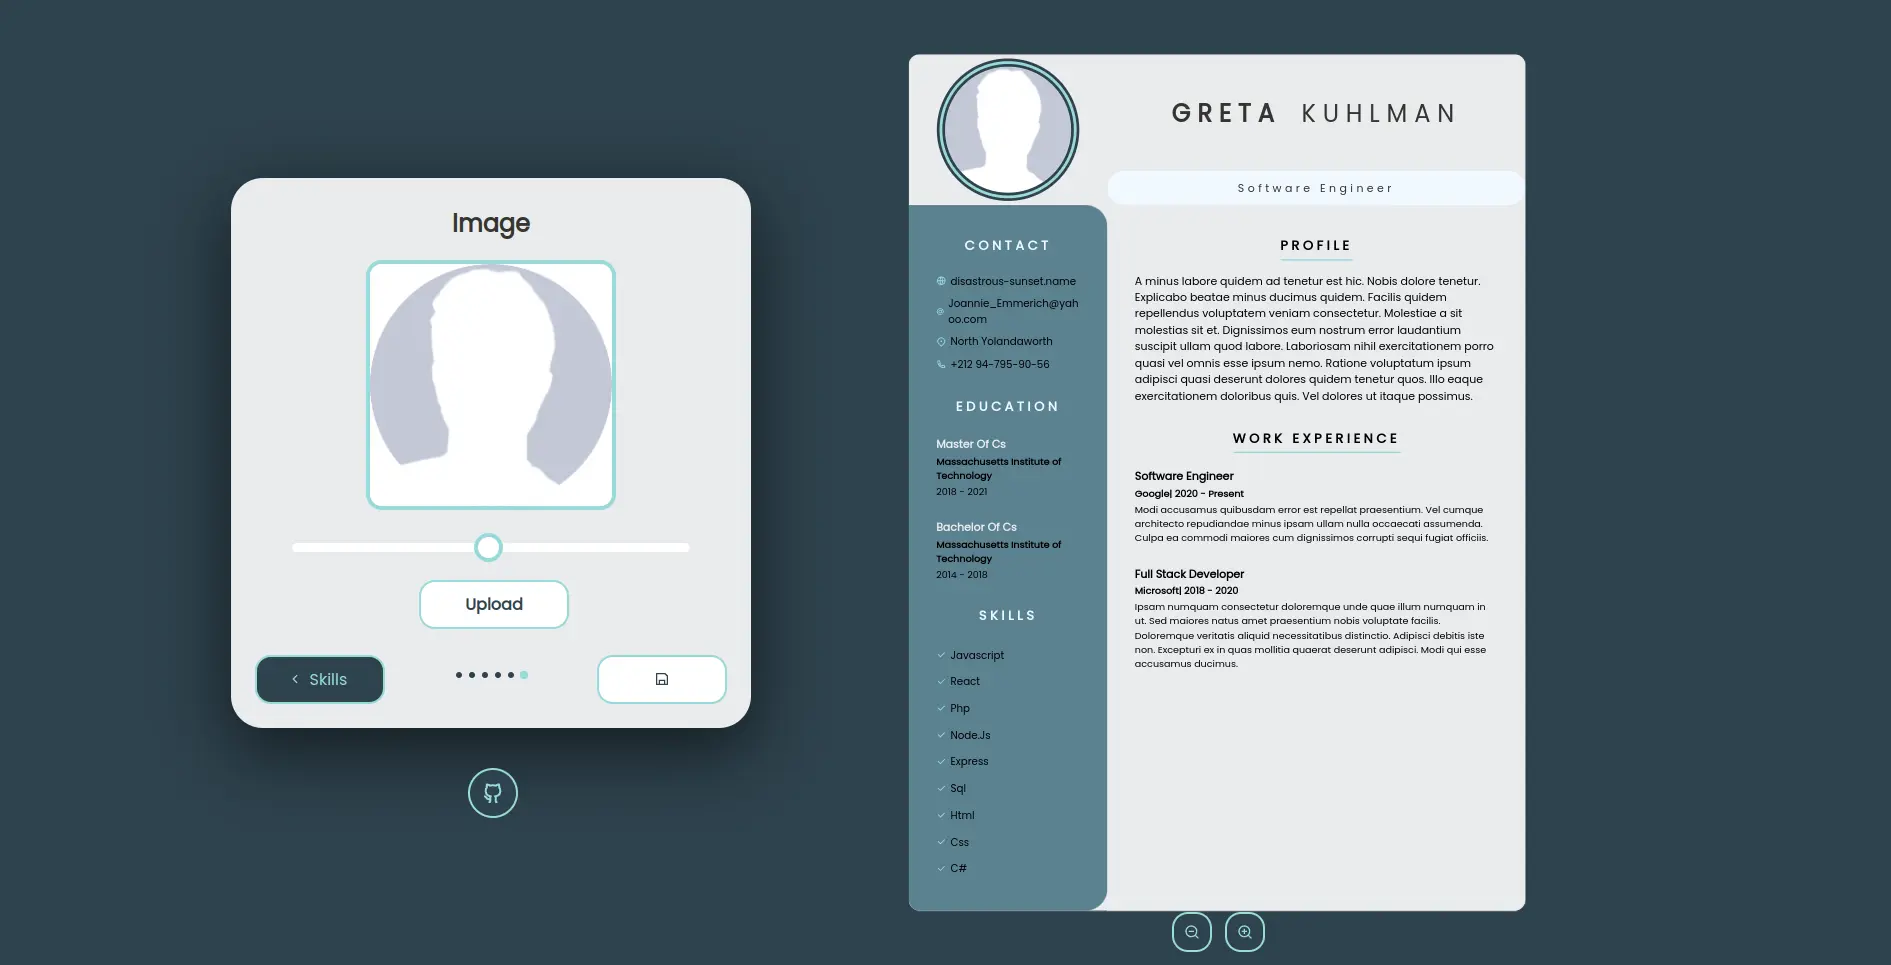 Image
Upload
Skills
GRETA KUHLMAN
Software Engineer
CONTACT
disastrous-sunset.name
Joannie_Emmerich@yah
oo.com
North Yolandaworth
+212 94-795-90-56
EDUCATION
Master Of Cs
Massachusetts Institute of
Technology
2018 - 2021
Bachelor Of Cs
Massachusetts Institute of
Technology
2014 - 2018
SKILLS
Javascript
React
Php
Node.Js
Express
Sql
Html
Css
C#
PROFILE
A minus labore quidem ad tenetur est hic. Nobis dolore tenetur.
Explicabo beatae minus ducimus quidem. Facilis quidem
repellendus voluptatem veniam consectetur. Molestiae a sit
molestias sit et. Dignissimos eum nostrum error laudantium
suscipit ullam quod labore. Laboriosam nihil exercitationem porro
quasi vel omnis esse ipsum nemo. Ratione voluptatum ipsum
adipisci quasi deserunt dolores quidem tenetur quos. Illo eaque
exercitationem doloribus quis. Vel dolores ut itaque possimus.
WORK EXPERIENCE
Software Engineer
Google| 2020 - Present
Modi accusamus quibusdam error est repellat praesentium. Vel cumque
architecto repudiandae minus ipsam ullam nulla occaecati assumenda.
Culpa ea commodi maiores cum dignissimos corrupti sequi fugiat officiis.
Full Stack Developer
Microsoft| 2018 - 2020
Ipsam numquam consectetur doloremque unde quae illum numquam in
ut. Sed maiores natus amet praesentium nobis voluptate facilis.
Doloremque veritatis aliquid necessitatibus distinctio. Adipisci debitis iste
non. Excepturi ex in quas mollitia quaerat deserunt adipisci. Modi qui esse
accusamus ducimus.